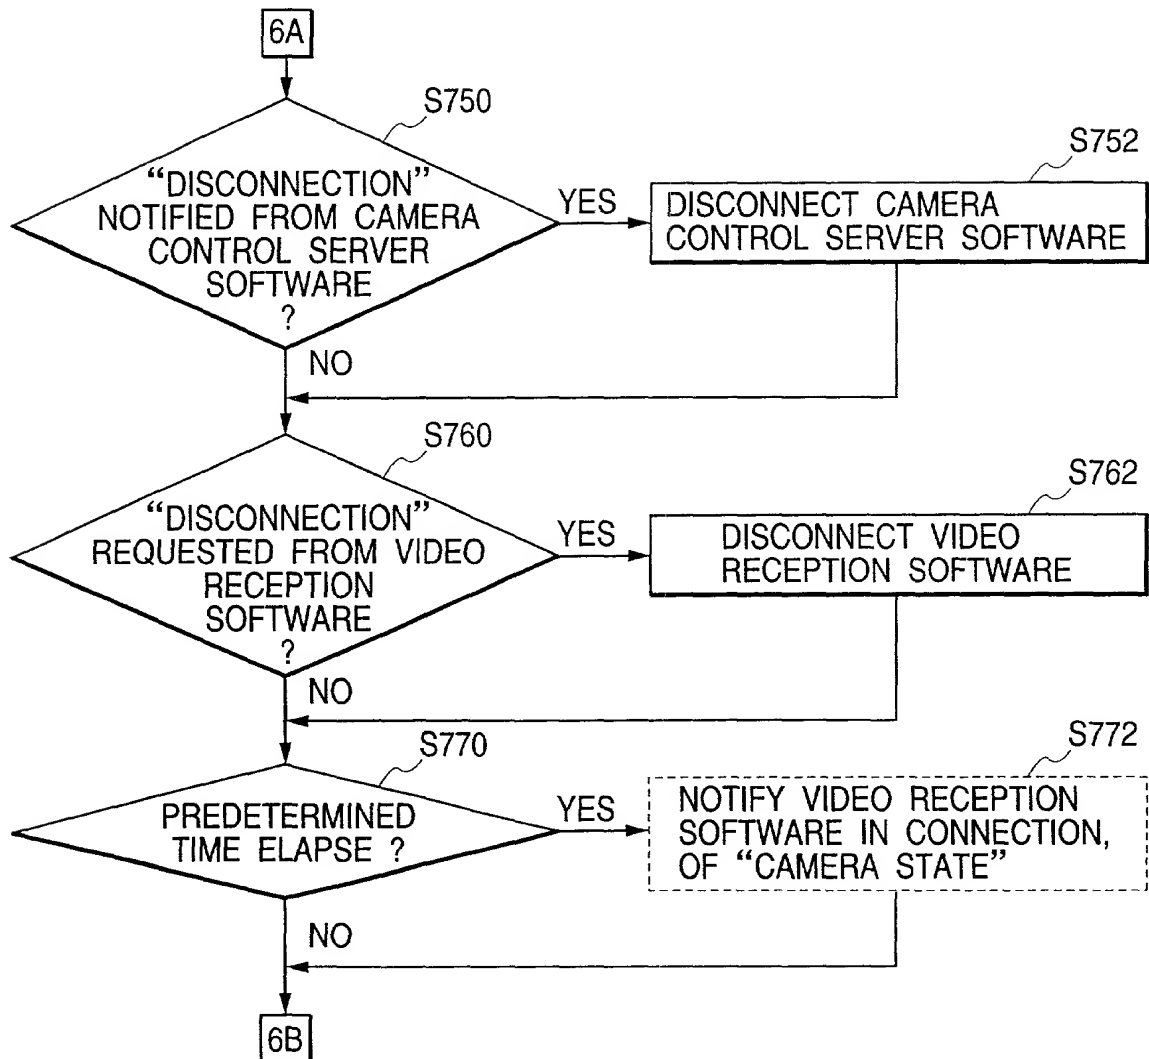 6A
S750
“DISCONNECTION”
NOTIFIED FROM CAMERA
CONTROL SERVER
SOFTWARE
?
YES
S752
DISCONNECT CAMERA
CONTROL SERVER SOFTWARE
NO
S760
“DISCONNECTION”
REQUESTED FROM VIDEO
RECEPTION
SOFTWARE
?
YES
S762
DISCONNECT VIDEO
RECEPTION SOFTWARE
NO
S770
PREDETERMINED
TIME ELAPSE ?
YES
S772
NOTIFY VIDEO RECEPTION
SOFTWARE IN CONNECTION,
OF “CAMERA STATE”
NO
6B